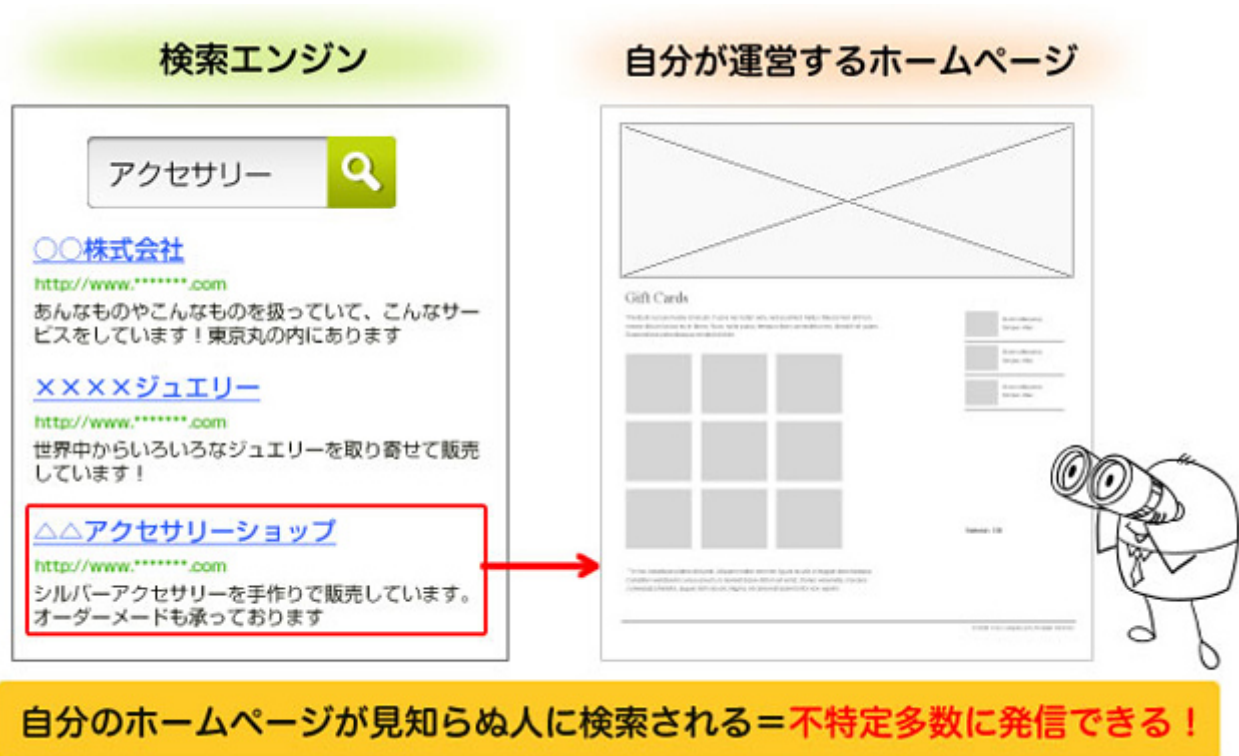 検索エンジン
自分が運営するホームページ
アクセサリー
○○株式会社
http://www.*******.com
あんなものやこんなものを扱っていて、こんなサー
ビスをしています！東京丸の内にあります
××××ジュエリー
http://www.*******.com
世界中からいろいろなジュエリーを取り寄せて販売
しています！
△△アクセサリーショップ
http://www.*******.com
シルバーアクセサリーを手作りで販売しています。
オーダーメードも承っております
Gift Cards
自分のホームページが見知らぬ人に検索される＝不特定多数に発信できる！